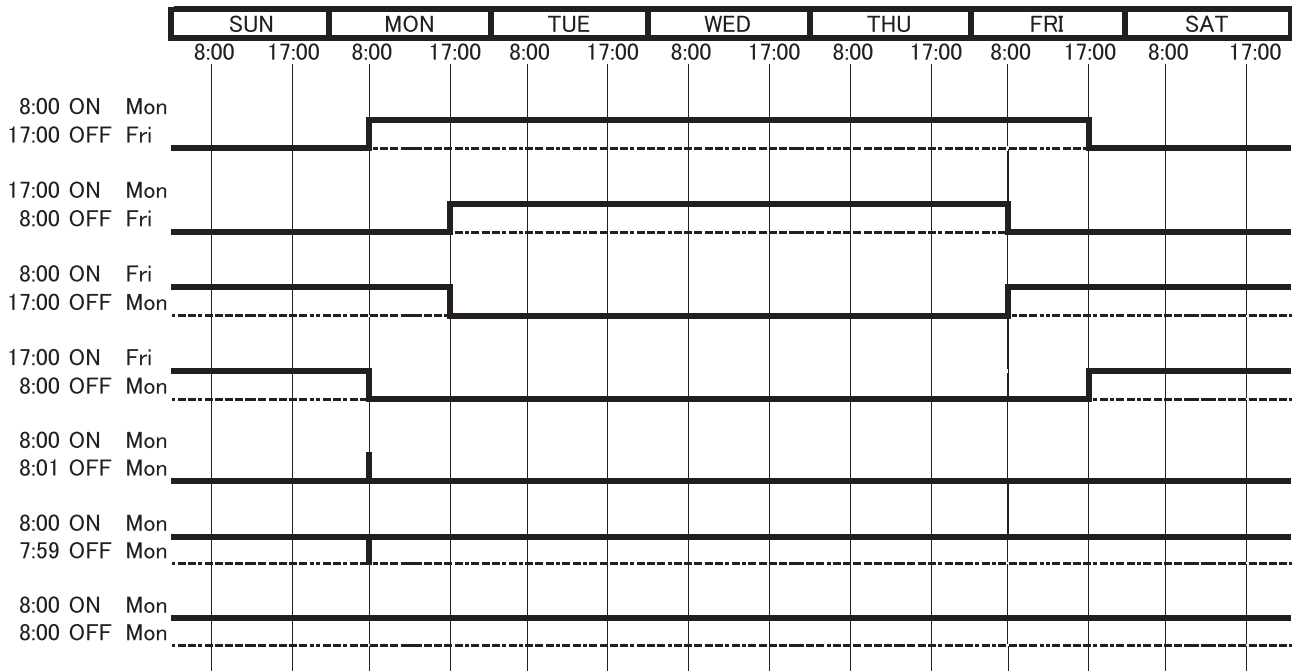 SUN MON TUE WED THU FRI SAT
8:00 17:00 8:00 17:00 8:00 17:00 8:00 17:00 8:00 17:00 8:00 17:00 8:00 17:00
8:00 ON Mon
17:00 OFF Fri
17:00 ON Mon
8:00 OFF Fri
8:00 ON Fri
17:00 OFF Mon
17:00 ON Fri
8:00 OFF Mon
8:00 ON Mon
8:01 OFF Mon
8:00 ON Mon
7:59 OFF Mon
8:00 ON Mon
8:00 OFF Mon